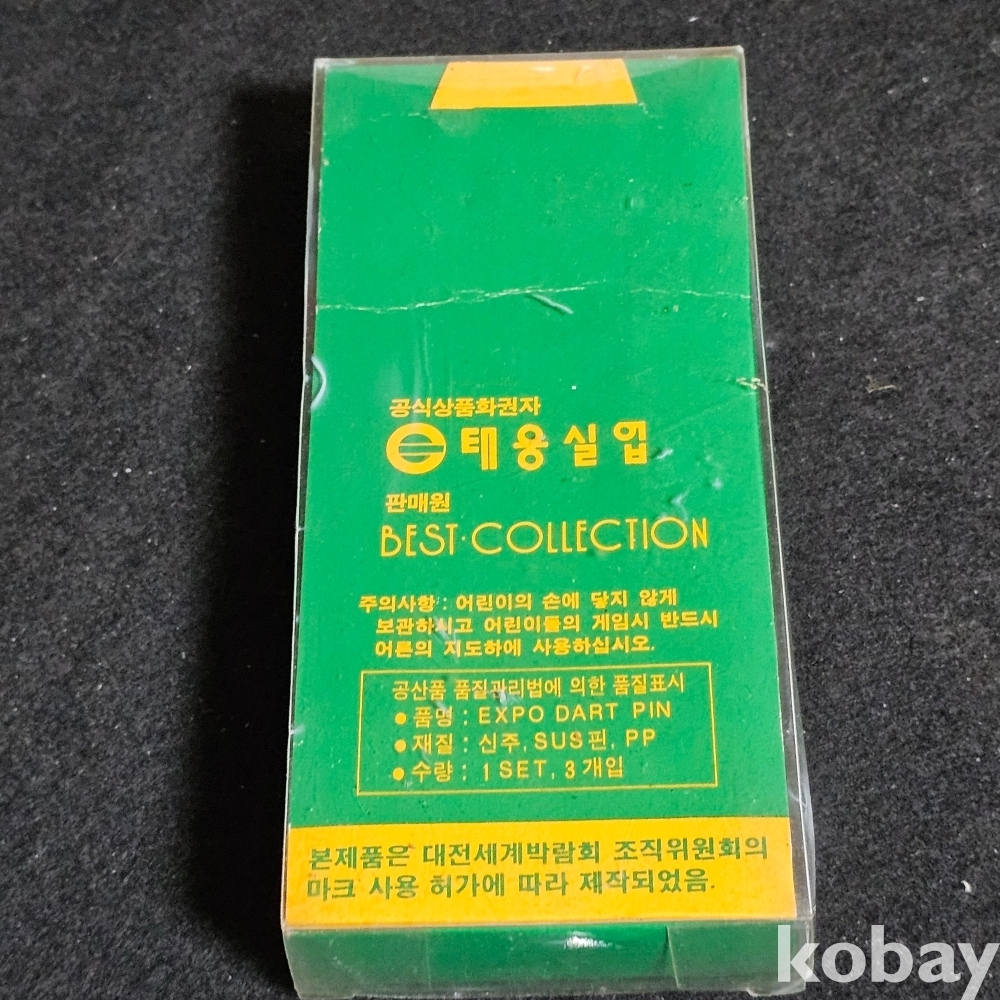 공식상품화권자
태웅실업
판매원
BEST·COLLECTION
주의사항 : 어린이의 손에 닿지 않게
보관하시고 어린이들의 게임시 반드시
어른의 지도하에 사용하십시오.
공산품 품질관리법에 의한 품질표시
● 품명 : EXPO DART PIN
● 재질 : 신주, SUS핀, PP
● 수량 : 1 SET, 3개입
본제품은 대전세계박람회 조직위원회의
마크 사용 허가에 따라 제작되었음.
kobay